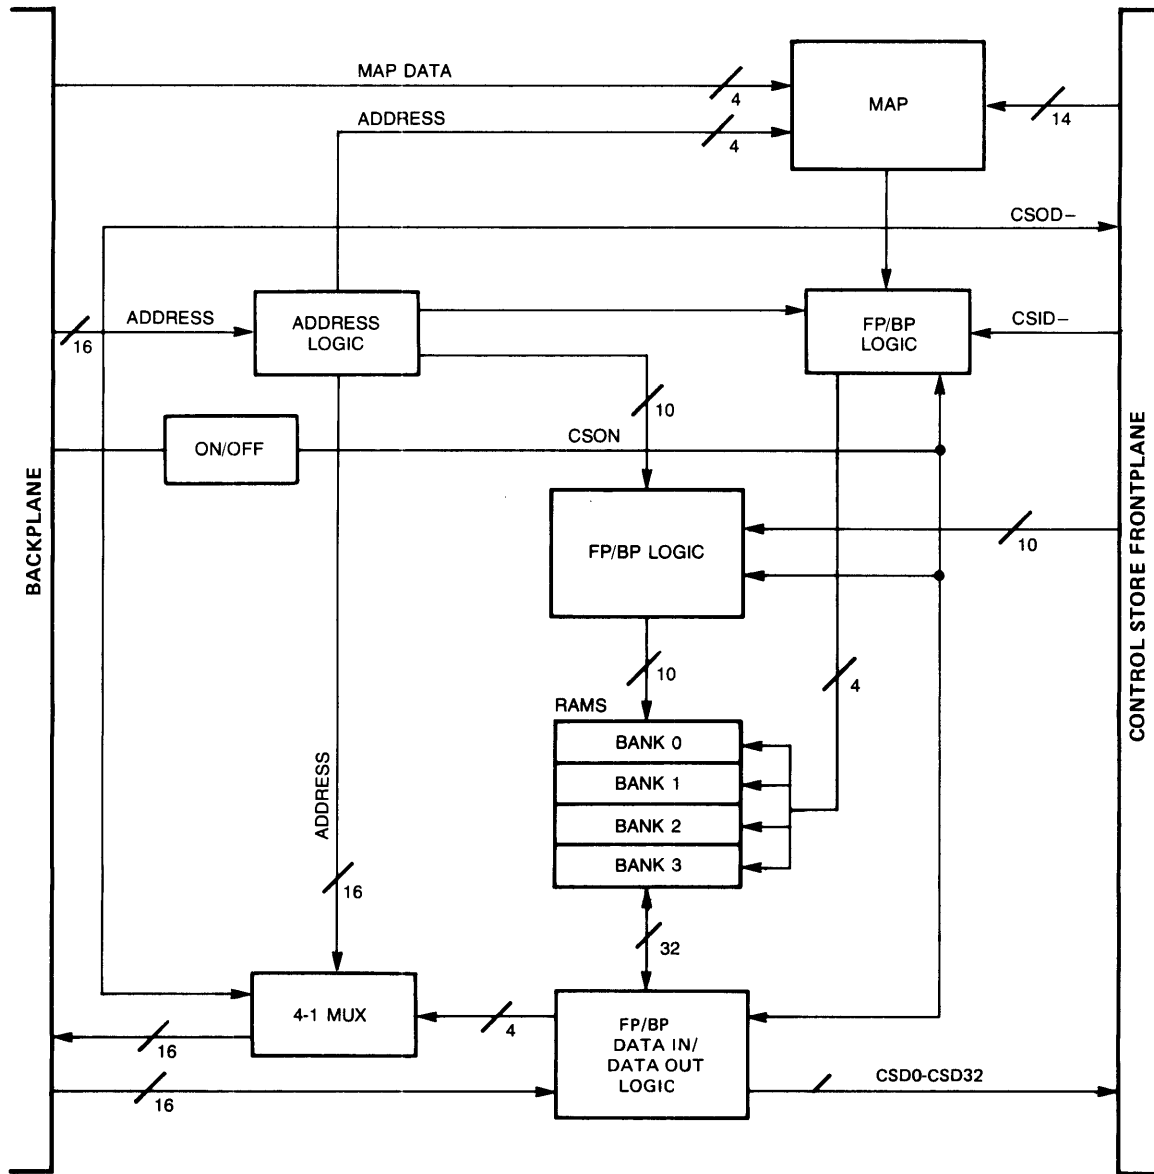 MAP DATA
4
MAP
14
ADDRESS
4
CSOD–
ADDRESS
16
ADDRESS
LOGIC
FP/BP
LOGIC
CSID–
10
ON/OFF
CSON
BACKPLANE
FP/BP LOGIC
10
CONTROL STORE FRONTPLANE
10
4
RAMS
BANK 0
BANK 1
BANK 2
BANK 3
ADDRESS
16
32
4-1 MUX
4
FP/BP
DATA IN/
DATA OUT
LOGIC
16
16
CSD0-CSD32